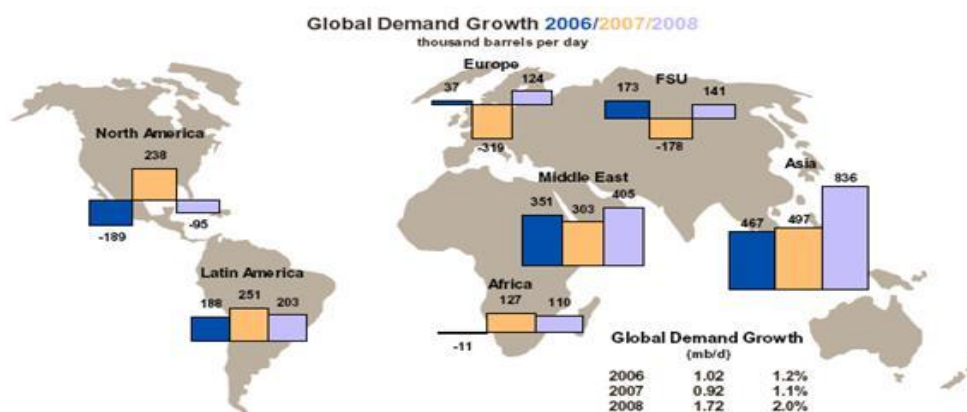 Global Demand Growth 2006/2007/2008
thousand barrels per day
Europe
37
124
-319
FSU
173
141
-178
North America
238
-189
-95
Asia
836
467
497
Middle East
351
303
405
Latin America
188
251
203
Africa
127
110
-11
Global Demand Growth
(mb/d)
2006 1.02 1.2%
2007 0.92 1.1%
2008 1.72 2.0%